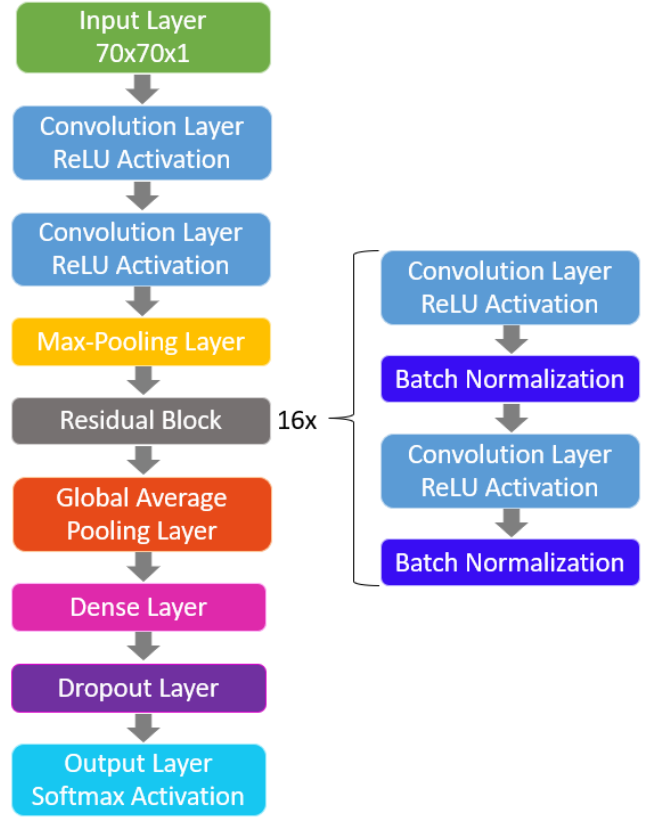 Input Layer
70x70x1
Convolution Layer
ReLU Activation
Convolution Layer
ReLU Activation
Max-Pooling Layer
Residual Block
16x
Global Average
Pooling Layer
Dense Layer
Dropout Layer
Output Layer
Softmax Activation
Convolution Layer
ReLU Activation
Batch Normalization
Convolution Layer
ReLU Activation
Batch Normalization